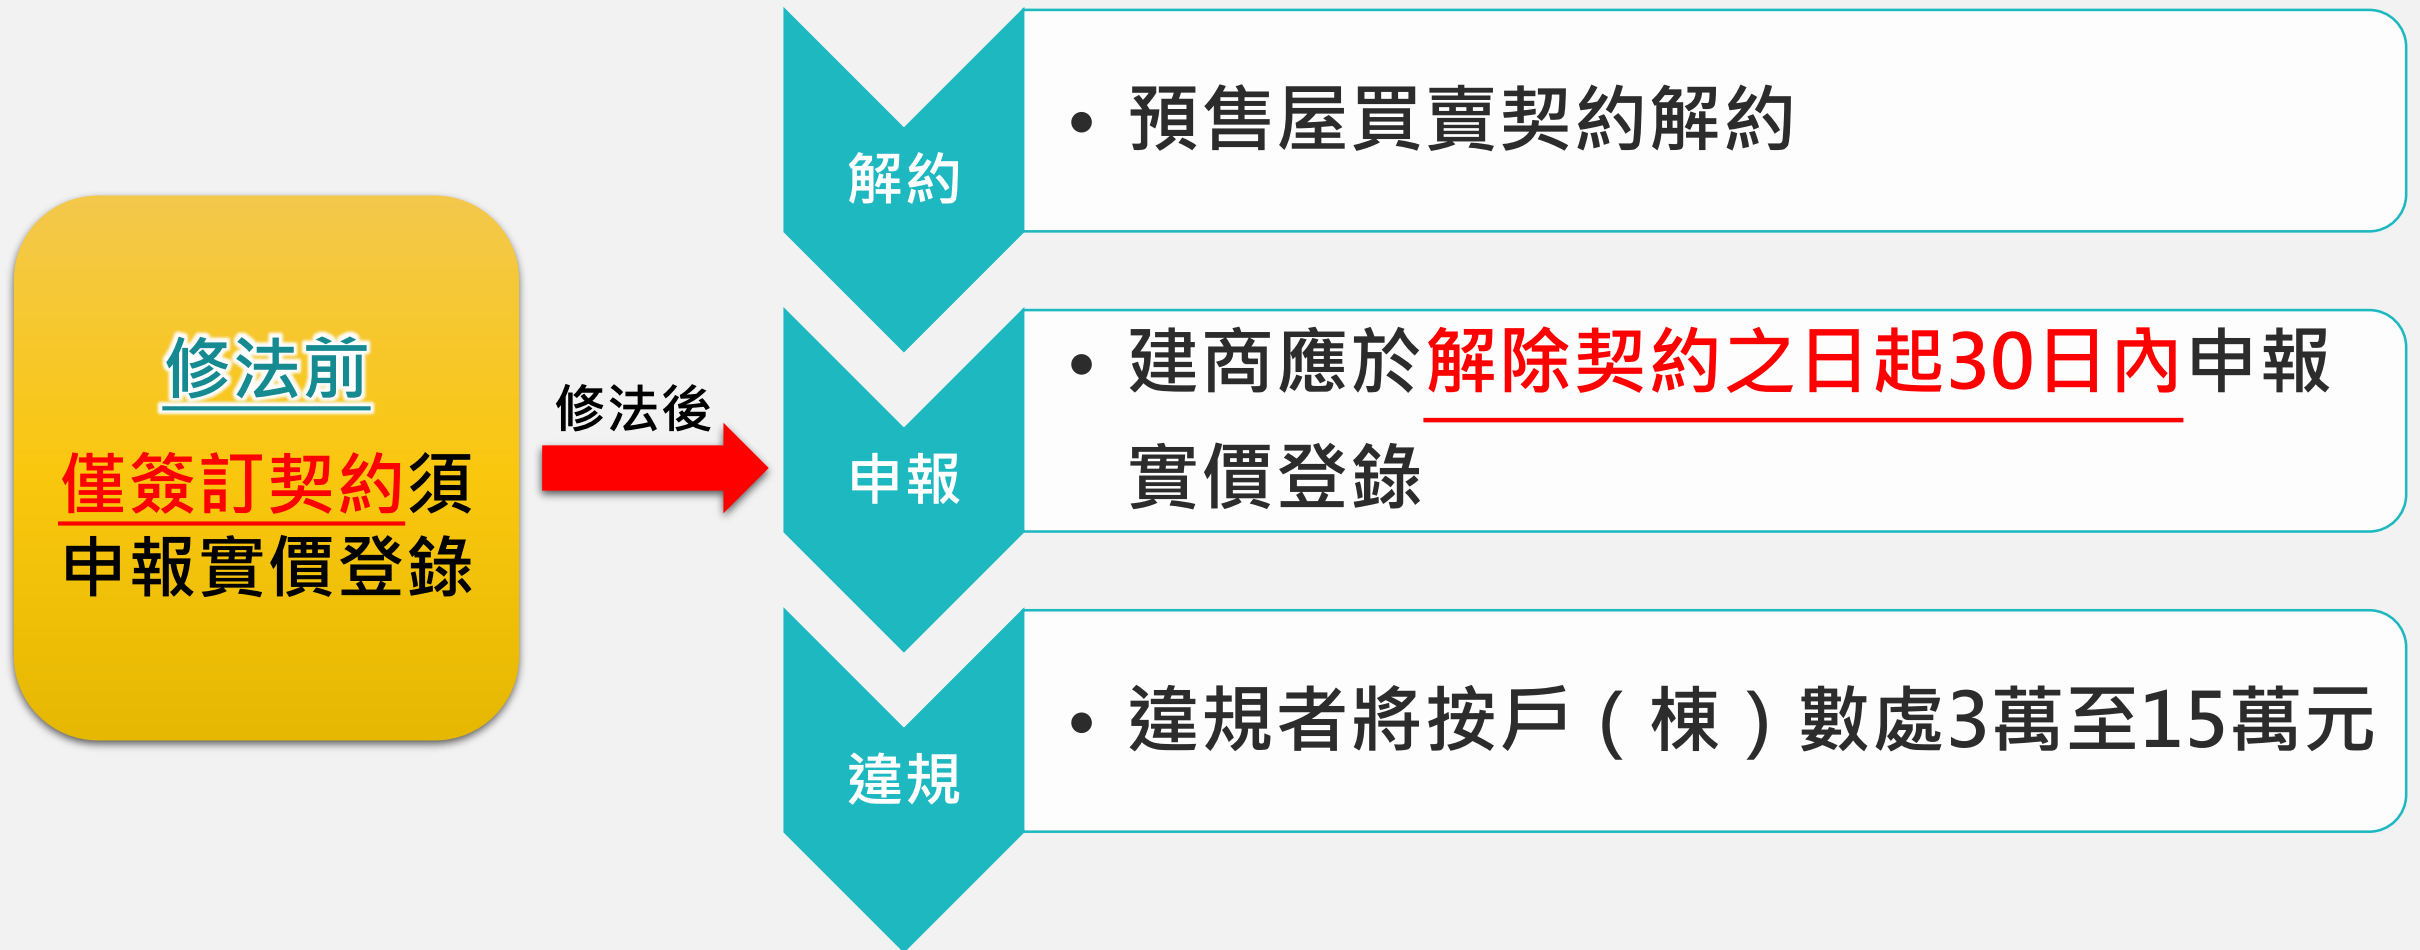 修法前
僅簽訂契約須
申報實價登錄
修法後
解約
• 預售屋買賣契約解約
申報
• 建商應於解除契約之日起30日內申報
實價登錄
違規
• 違規者將按戶（棟）數處3萬至15萬元